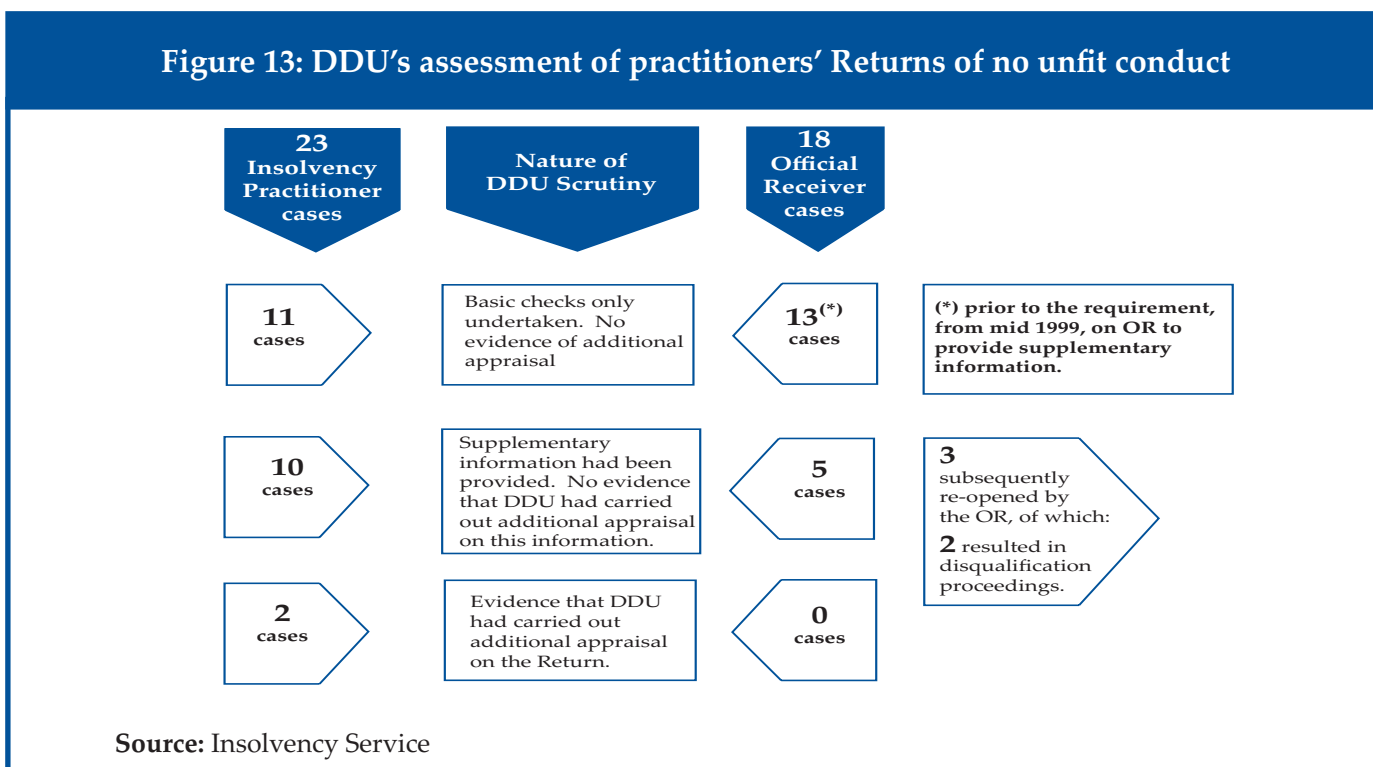 Figure 13: DDU's assessment of practitioners' Returns of no unfit conduct
23
Insolvency
Practitioner
cases
Nature of
DDU Scrutiny
18
Official
Receiver
cases
11
cases
Basic checks only
undertaken. No
evidence of additional
appraisal
13(*)
cases
(*) prior to the requirement,
from mid 1999, on OR to
provide supplementary
information.
10
cases
Supplementary
information had been
provided. No evidence
that DDU had carried
out additional appraisal
on this information.
5
cases
3
subsequently
re-opened by
the OR, of which:
2 resulted in
disqualification
proceedings.
2
cases
Evidence that DDU
had carried out
additional appraisal
on the Return.
0
cases
Source: Insolvency Service